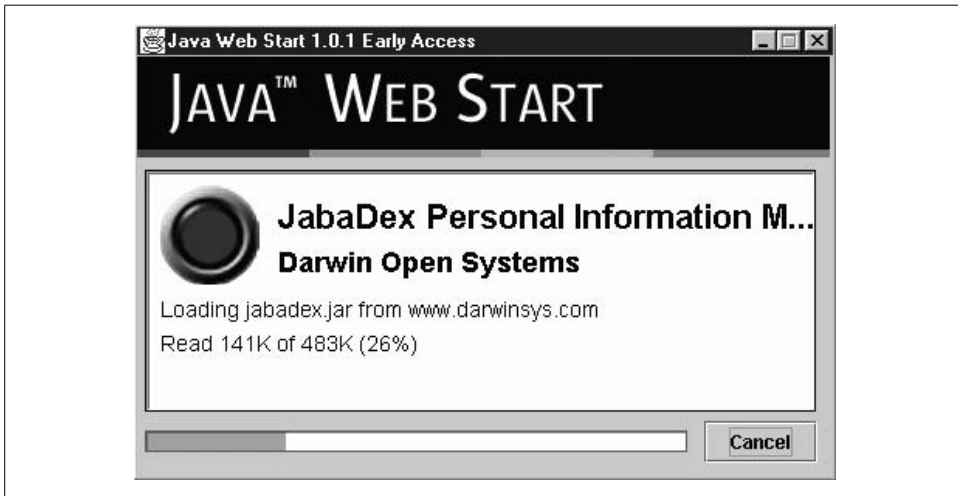 Java Web Start 1.0.1 Early Access
JAVA™ WEB START
JabaDex Personal Information M...
Darwin Open Systems
Loading jabadex.jar from www.darwinsys.com
Read 141K of 483K (26%)
Cancel